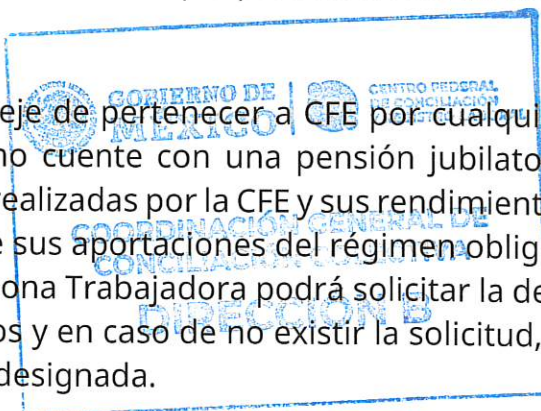 GOBIERNO DE MÉXICO
CENTRO FEDERAL
DE CONCILIACIÓN
eje de pertenecer a CFE por cualqui
no cuente con una pensión jubilato
realizadas por la CFE y sus rendimient
COORDINACIÓN GENERAL DE
e sus aportaciones del régimen oblig
CONCILIACIÓN
ona Trabajadora podrá solicitar la de
DIRECCIÓN B
os y en caso de no existir la solicitud,
designada.